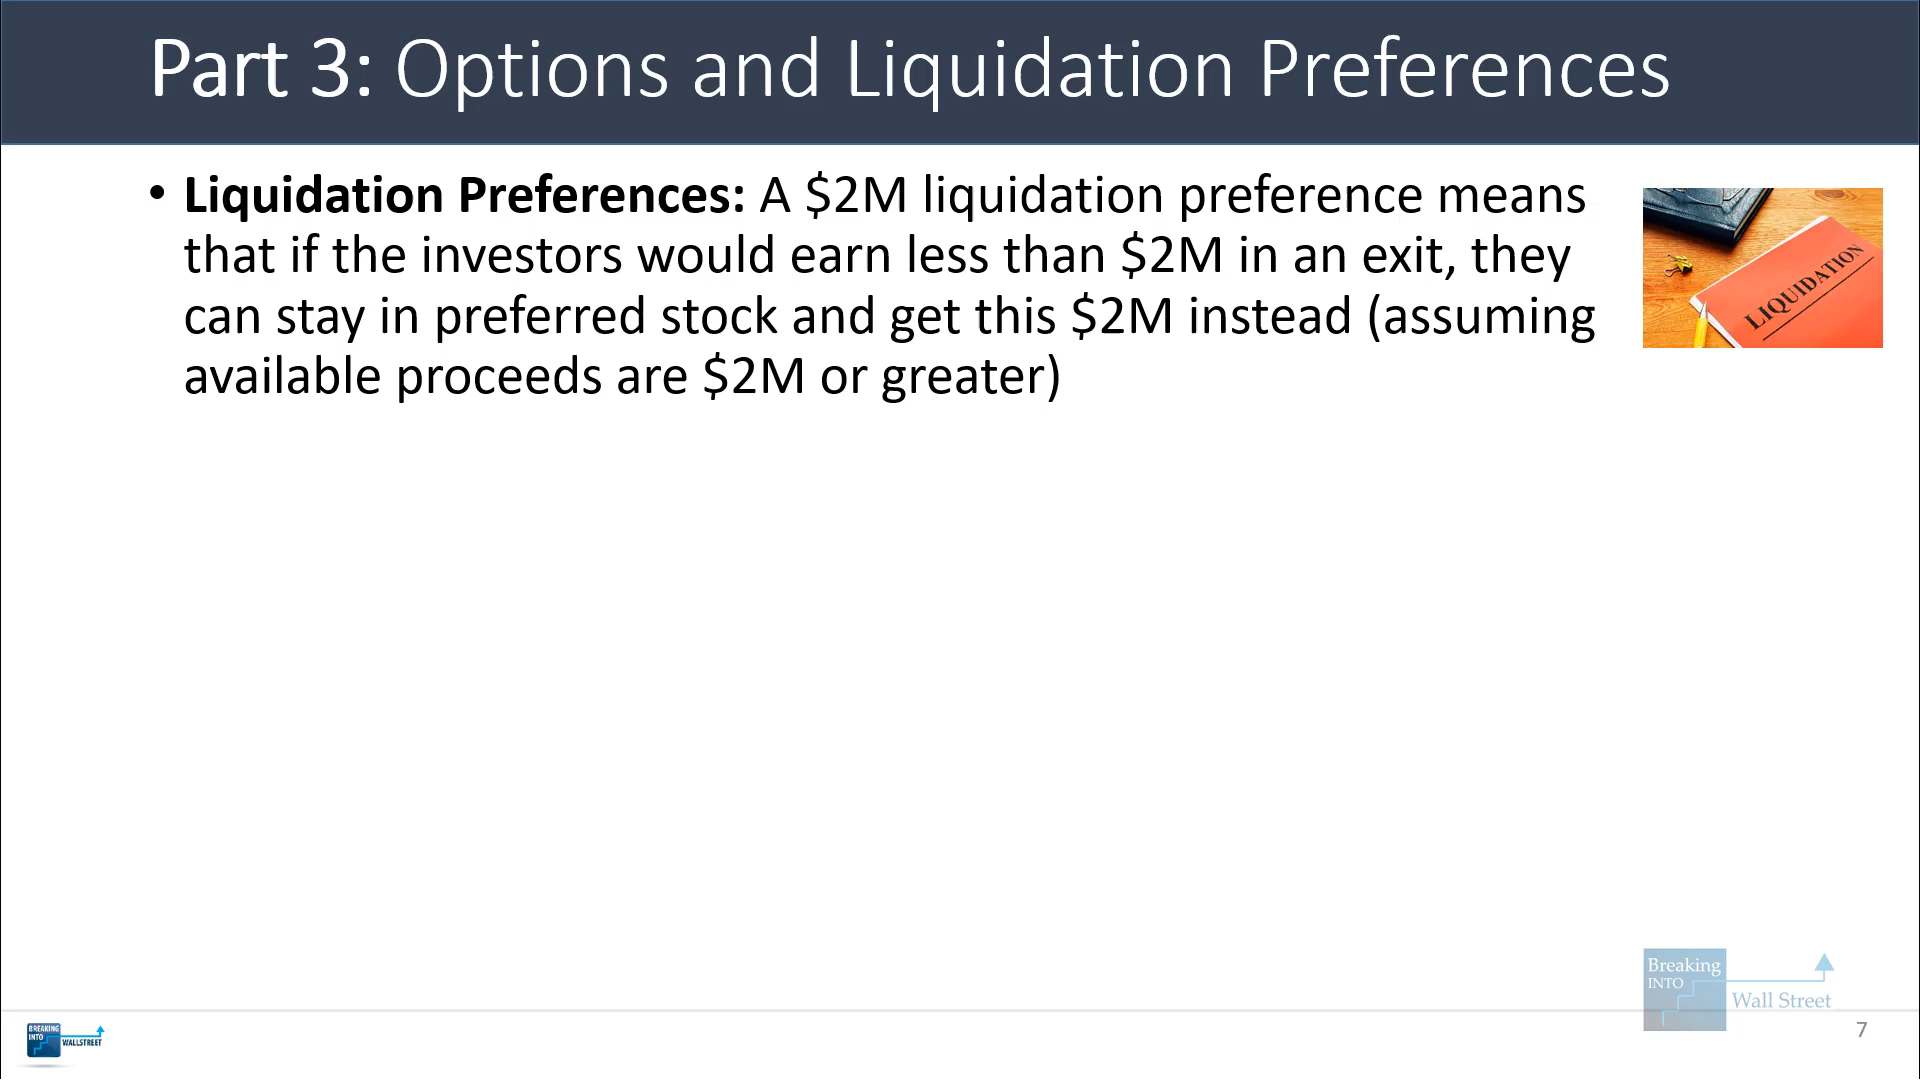 Part 3: Options and Liquidation Preferences
• Liquidation Preferences: A $2M liquidation preference means
that if the investors would earn less than $2M in an exit, they
can stay in preferred stock and get this $2M instead (assuming
available proceeds are $2M or greater)
LIQUIDATION
Breaking
INTO
Wall Street
BREAKING
INTO
WALLSTREET
7